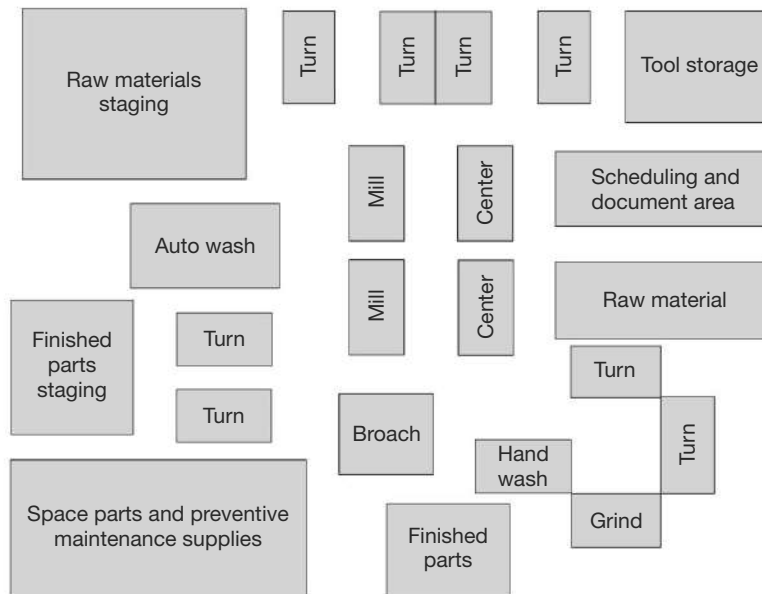 Raw materials
staging
Turn
Turn
Turn
Turn
Tool storage
Mill
Center
Scheduling and
document area
Auto wash
Mill
Center
Raw material
Finished
parts
staging
Turn
Turn
Turn
Turn
Broach
Hand
wash
Grind
Space parts and preventive
maintenance supplies
Finished
parts